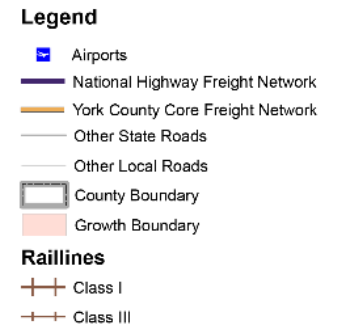 Legend
Airports
National Highway Freight Network
York County Core Freight Network
Other State Roads
Other Local Roads
County Boundary
Growth Boundary
Raillines
Class I
Class III